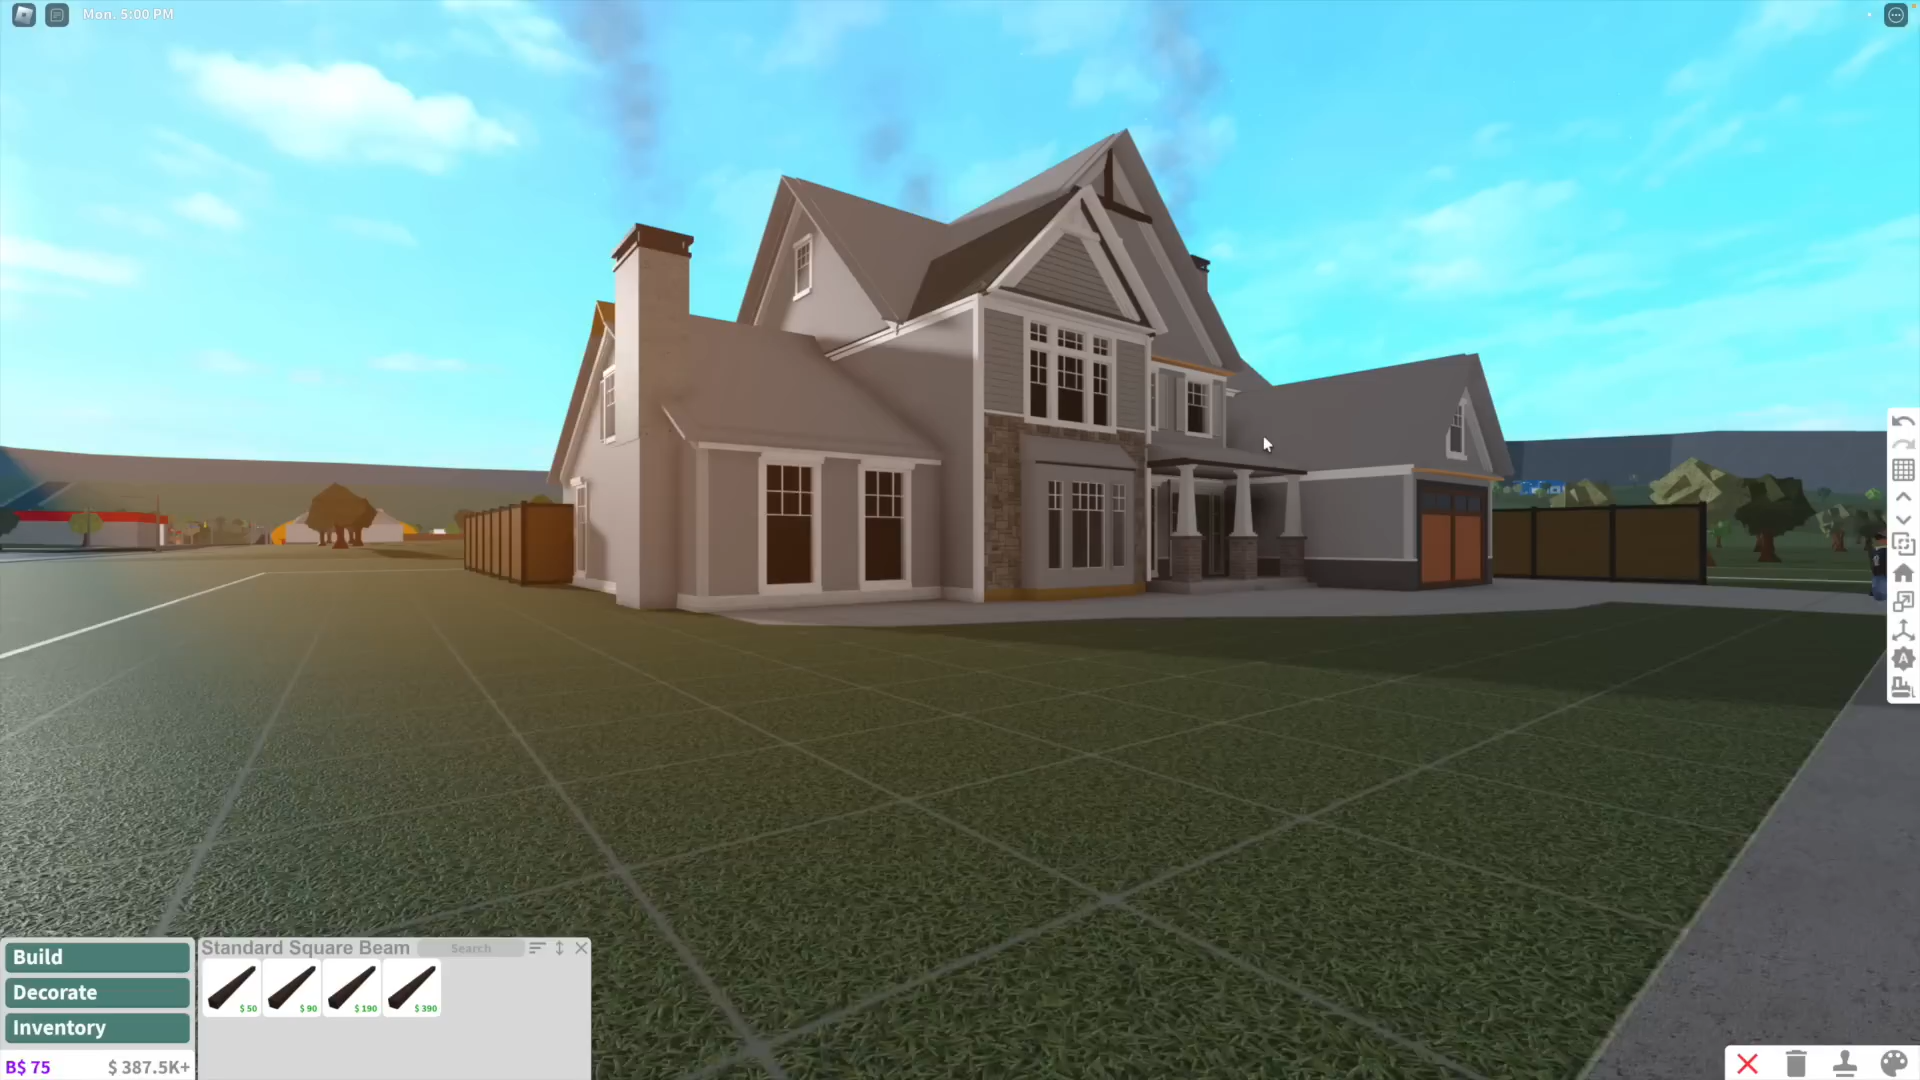 Mon. 5:00 PM
Build
Decorate
Inventory
B$ 75
$ 387.5K+
Standard Square Beam
Search
$ 50
$ 90
$ 190
$ 390
A